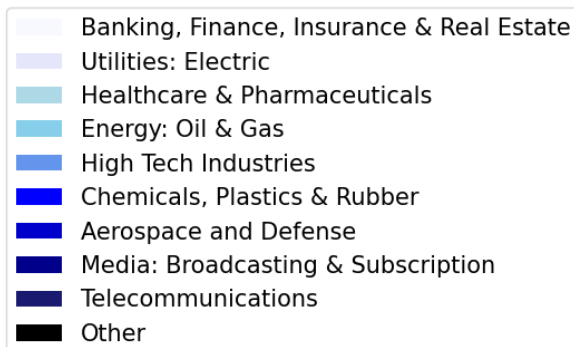 Banking, Finance, Insurance & Real Estate
Utilities: Electric
Healthcare & Pharmaceuticals
Energy: Oil & Gas
High Tech Industries
Chemicals, Plastics & Rubber
Aerospace and Defense
Media: Broadcasting & Subscription
Telecommunications
Other